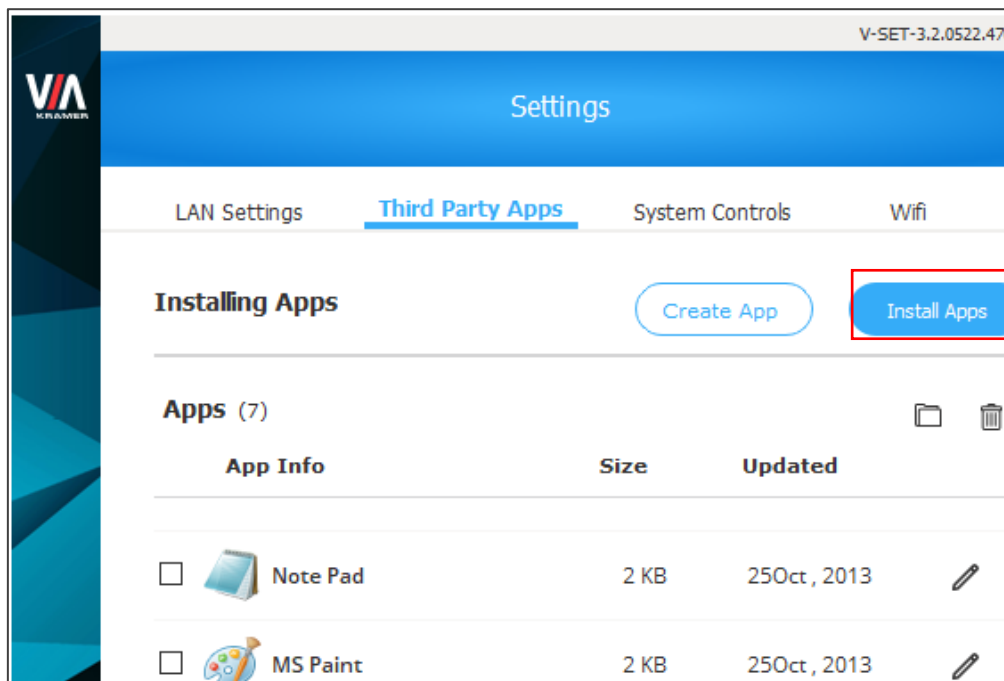 V-SET-3.2.0522.47
VIA
KRAMER
Settings
LAN Settings Third Party Apps System Controls Wifi
Installing Apps Create App Install Apps
Apps (7)
App Info Size Updated
Note Pad 2 KB 25Oct , 2013
MS Paint 2 KB 25Oct , 2013